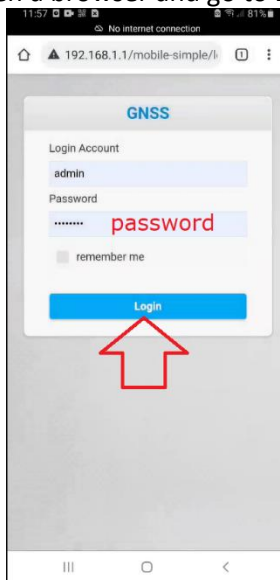 a browser and go to
11:57 81%
No internet connection
192.168.1.1/mobile-simple/l 1
GNSS
Login Account
admin
Password
•••••••• password
remember me
Login